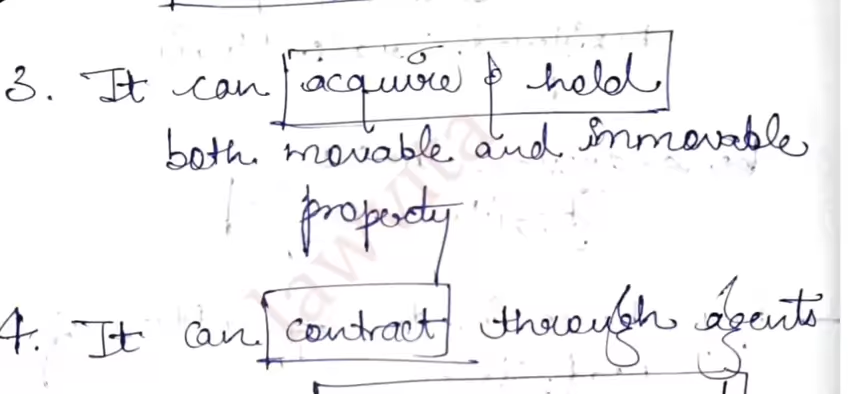 3. It can acquire & hold
both movable and immovable
property
4. It can contract through agents